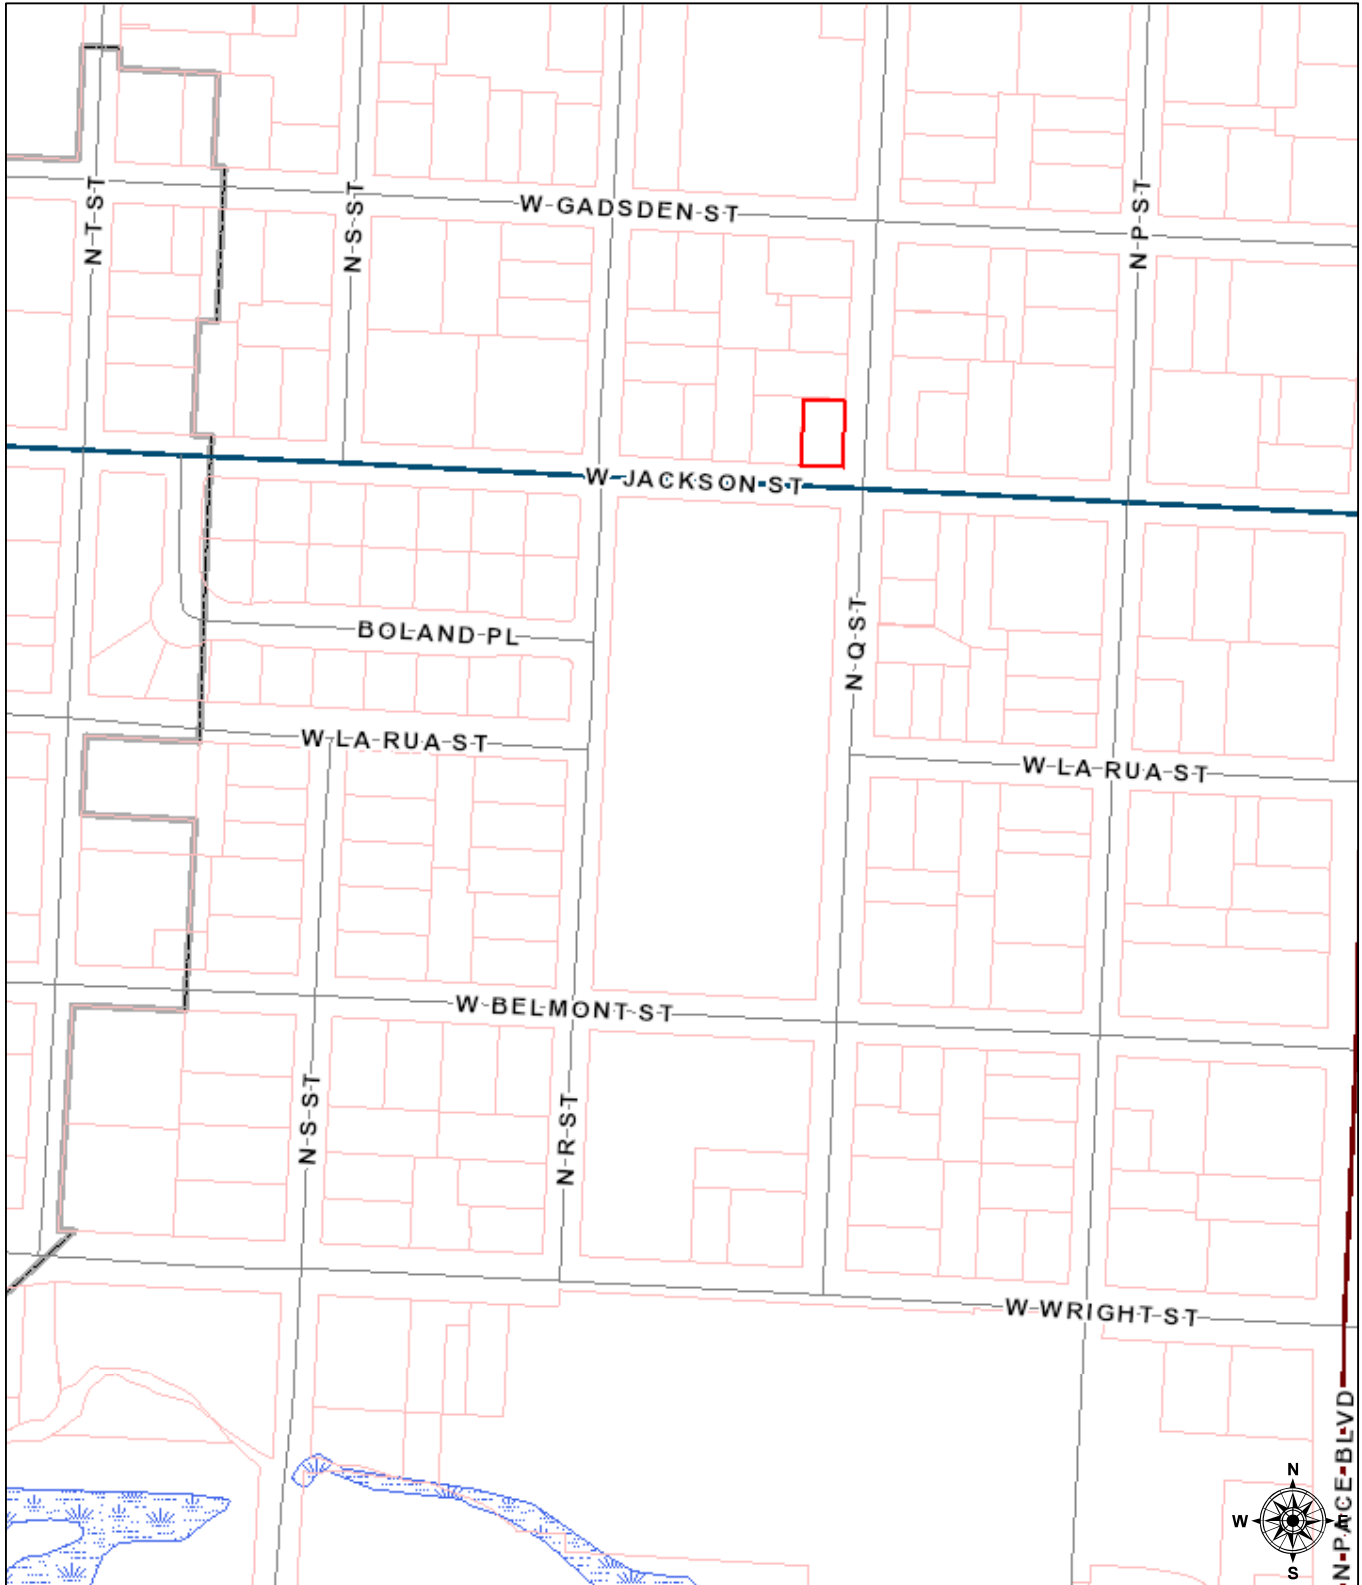 W GADSDEN ST
N T ST
N S ST
N P ST
W JACKSON ST
BOLAND PL
N Q ST
W LA RUA ST
W LA RUA ST
W BELMONT ST
N S ST
N R ST
W WRIGHT ST
N PACE BLVD
N
W
E
S